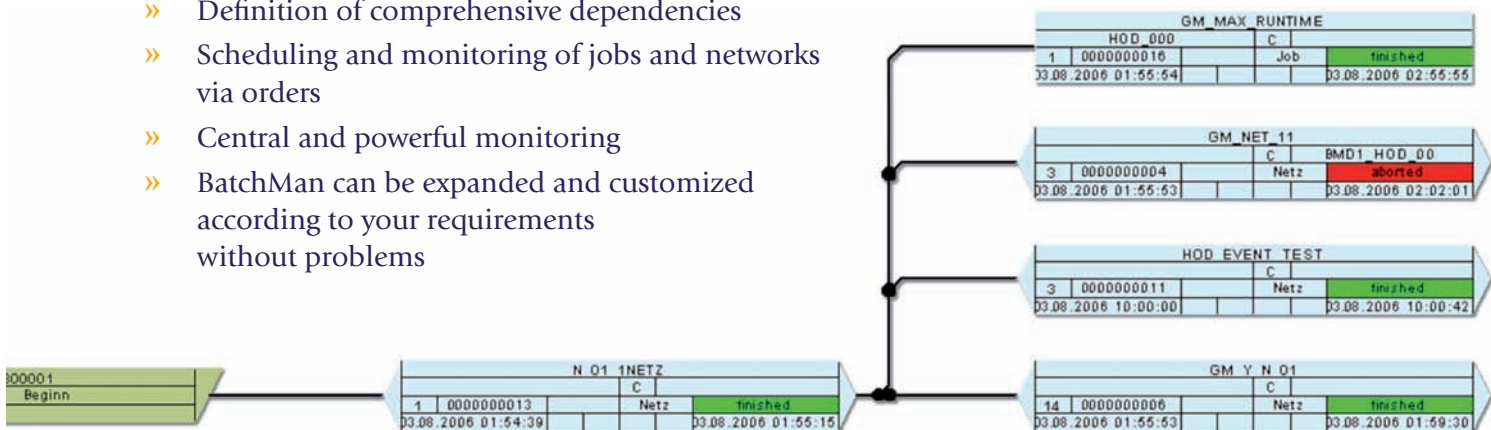 » Definition of comprehensive dependencies
» Scheduling and monitoring of jobs and networks
via orders
» Central and powerful monitoring
» BatchMan can be expanded and customized
according to your requirements
without problems
GM_MAX_RUNTIME
HOD_000 C
1 0000000016 Job finished
03.08.2006 01:55:54 03.08.2006 02:55:55
GM_NET_11
C BMD1_HOD_00
3 0000000004 Netz aborted
03.08.2006 01:55:53 03.08.2006 02:02:01
HOD_EVENT_TEST
C
3 0000000011 Netz finished
03.08.2006 10:00:00 03.08.2006 10:00:42
Beginn
N_01_1NETZ
C
1 0000000013 Netz finished
03.08.2006 01:54:39 03.08.2006 01:55:15
GM_Y_N_01
C
14 0000000006 Netz finished
03.08.2006 01:55:53 03.08.2006 01:59:30